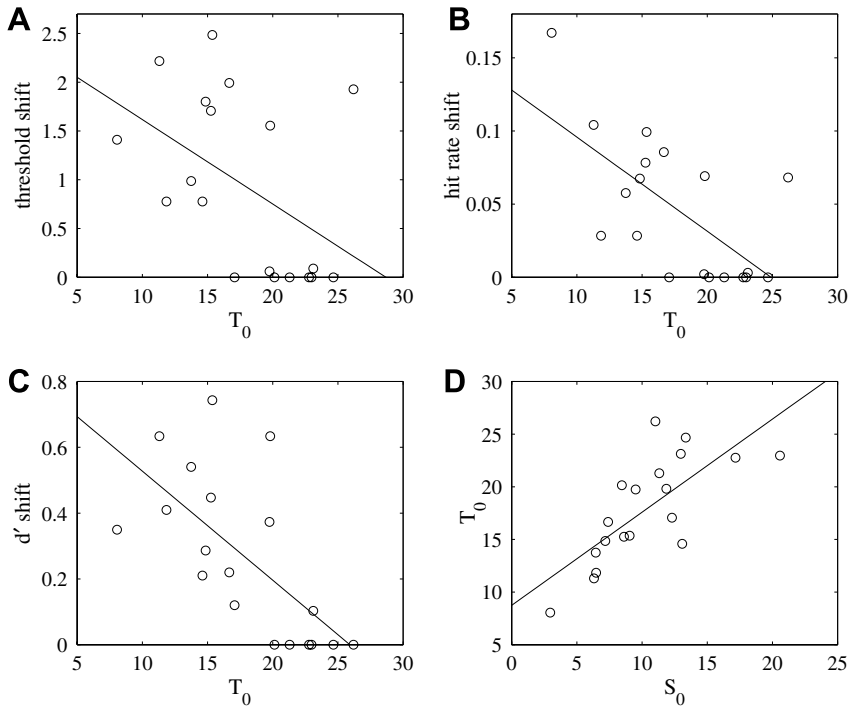 A
threshold shift
2.5
2
1.5
1
0.5
0
5 10 15 20 25 30
T0
B
hit rate shift
0.15
0.1
0.05
0
5 10 15 20 25 30
T0
C
d′ shift
0.8
0.6
0.4
0.2
0
5 10 15 20 25 30
T0
D
T0
30
25
20
15
10
5
0 5 10 15 20 25
S0